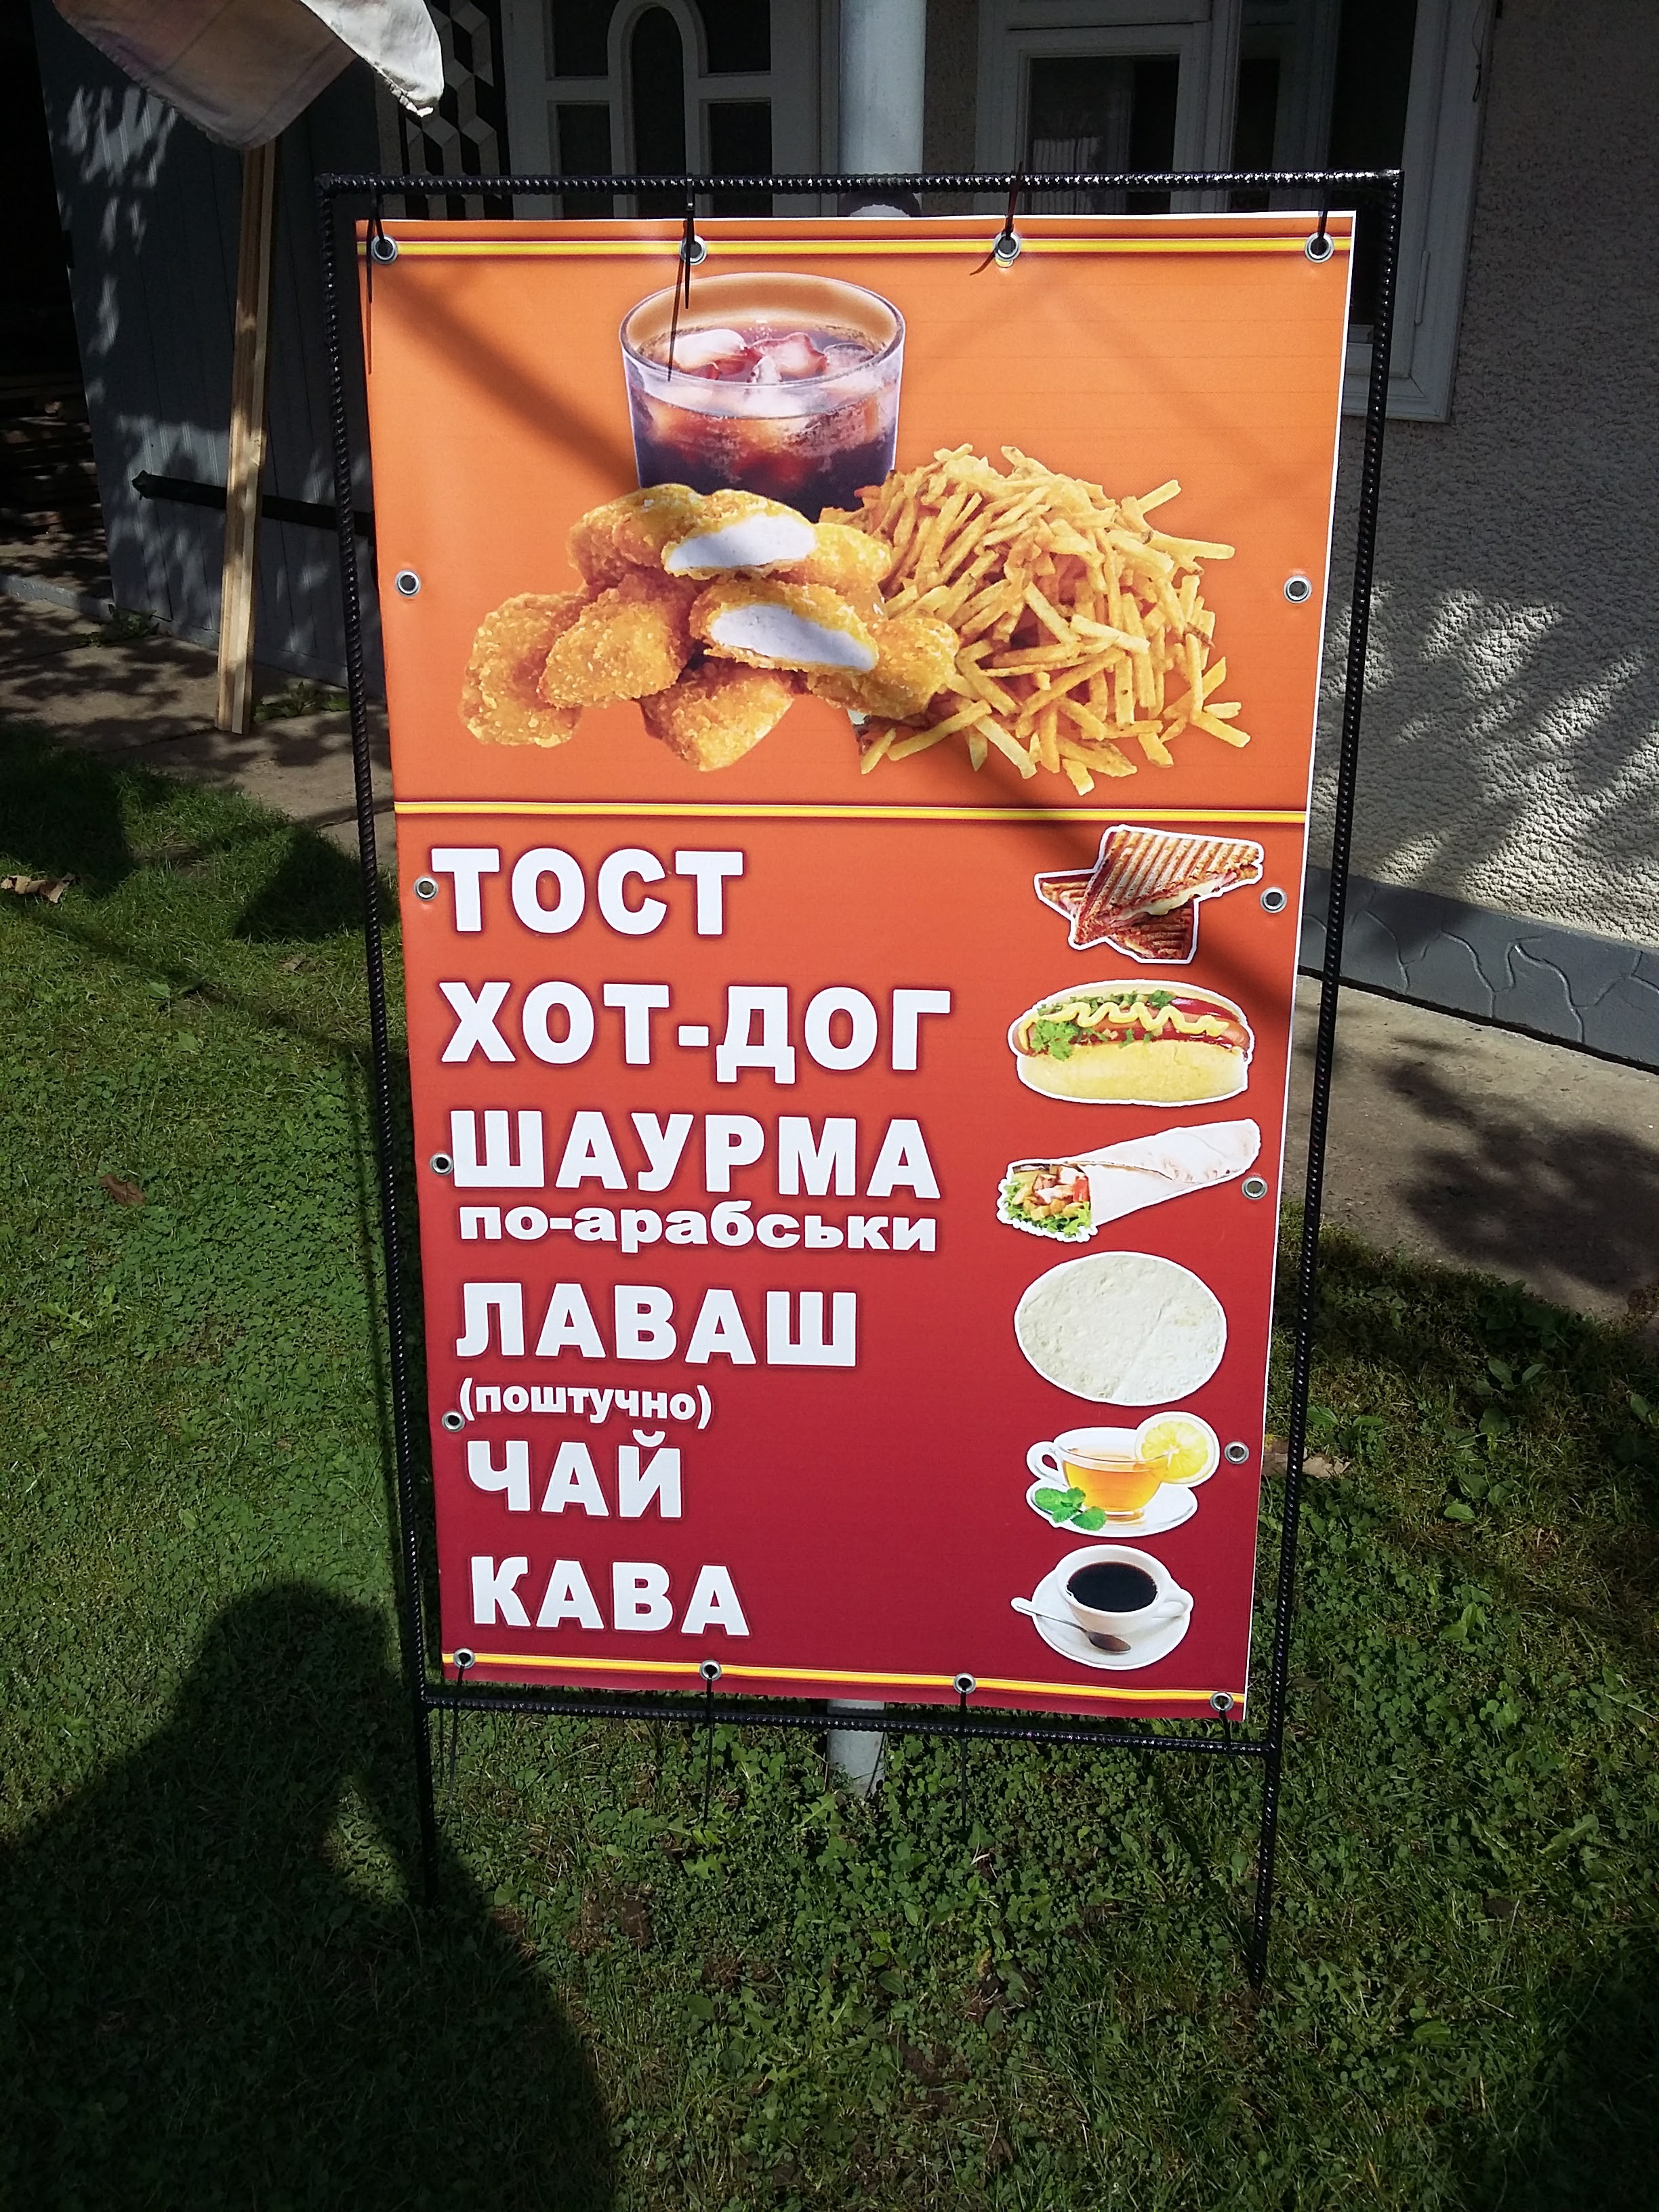 ТОСТ
ХОТ-ДОГ
ШАУРМА
по-арабськи
ЛАВАШ
(поштучно)
ЧАЙ
КАВА